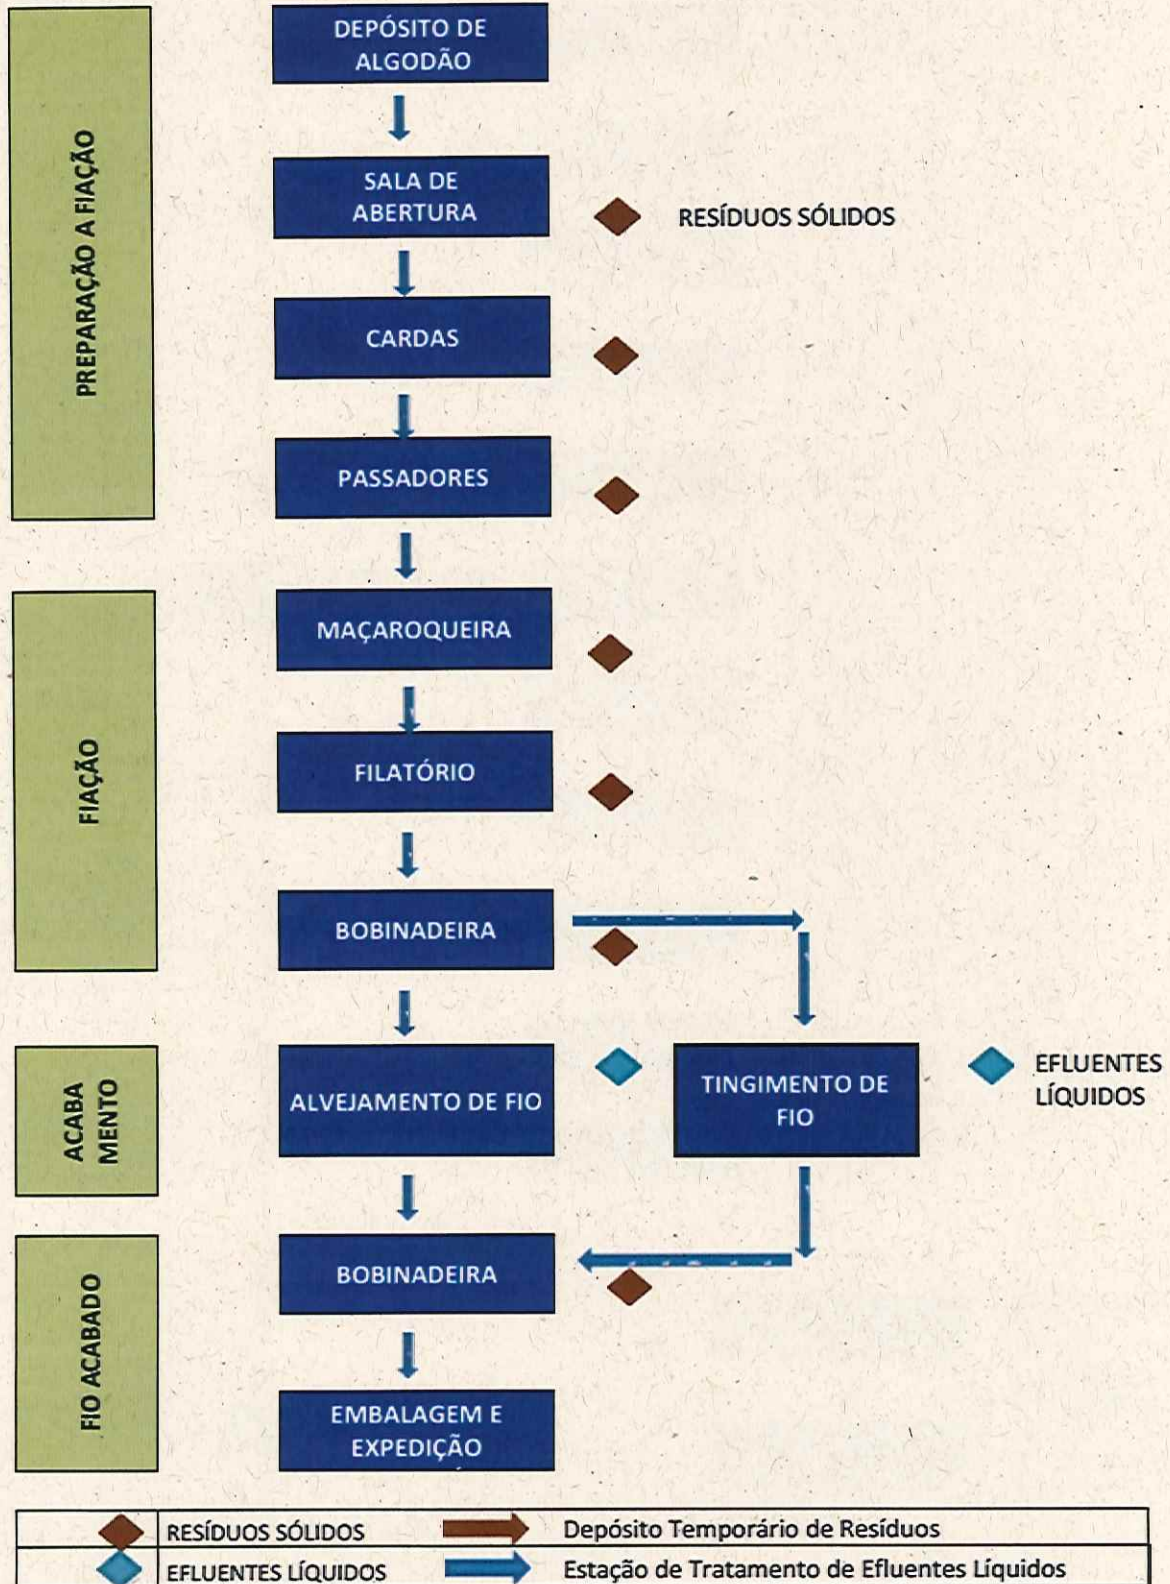 PREPARAÇÃO A FIAÇÃO
DEPÓSITO DE
ALGODÃO
SALA DE
ABERTURA
RESÍDUOS SÓLIDOS
CARDAS
PASSADORES
FIAÇÃO
MAÇAROQUEIRA
FILATÓRIO
BOBINADEIRA
ACABA
MENTO
ALVEJAMENTO DE FIO
TINGIMENTO DE
FIO
EFLUENTES
LÍQUIDOS
FIO ACABADO
BOBINADEIRA
EMBALAGEM E
EXPEDIÇÃO
RESÍDUOS SÓLIDOS Depósito Temporário de Resíduos
EFLUENTES LÍQUIDOS Estação de Tratamento de Efluentes Líquidos